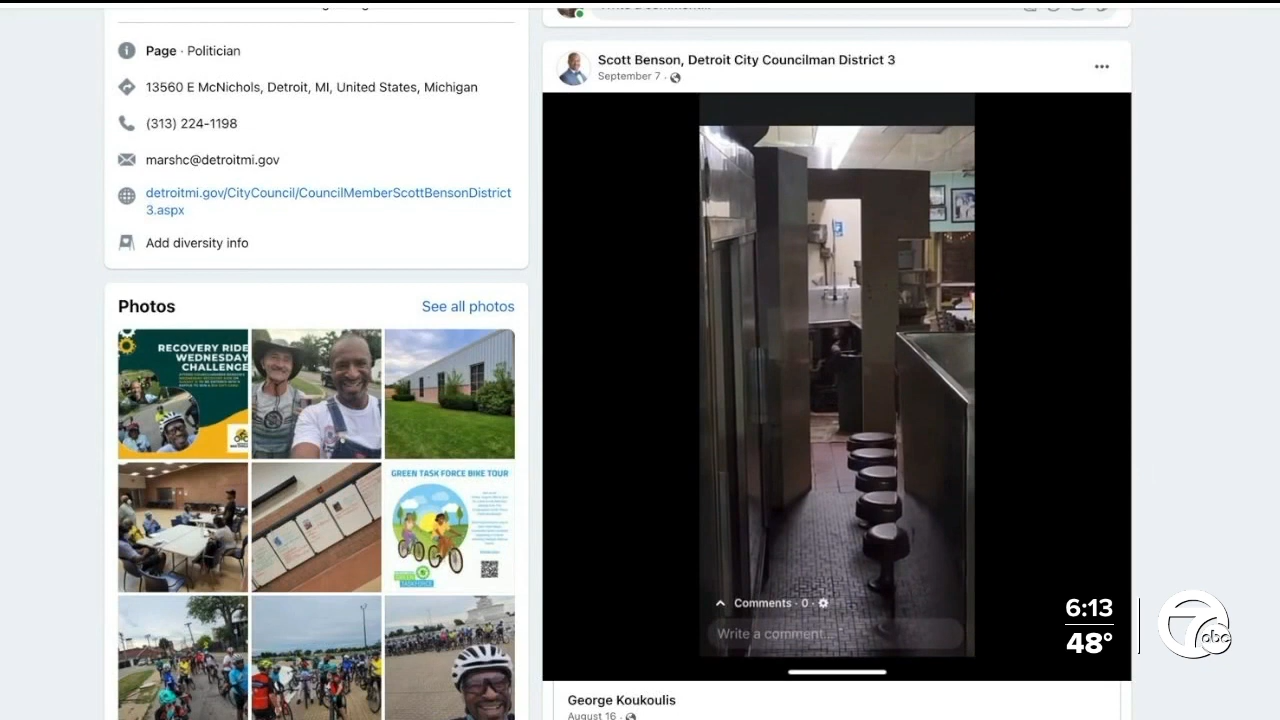 Page · Politician
13560 E McNichols, Detroit, MI, United States, Michigan
(313) 224-1198
marshc@detroitmi.gov
detroitmi.gov/CityCouncil/CouncilMemberScottBensonDistrict
3.aspx
Add diversity info
Photos
See all photos
RECOVERY RIDE
WEDNESDAY
CHALLENGE
GREEN TASK FORCE BIKE TOUR
Scott Benson, Detroit City Councilman District 3
September 7 ·
Comments · 0 ·
Write a comment...
George Koukoulis
August 16 ·
6:13
48°
7 abc